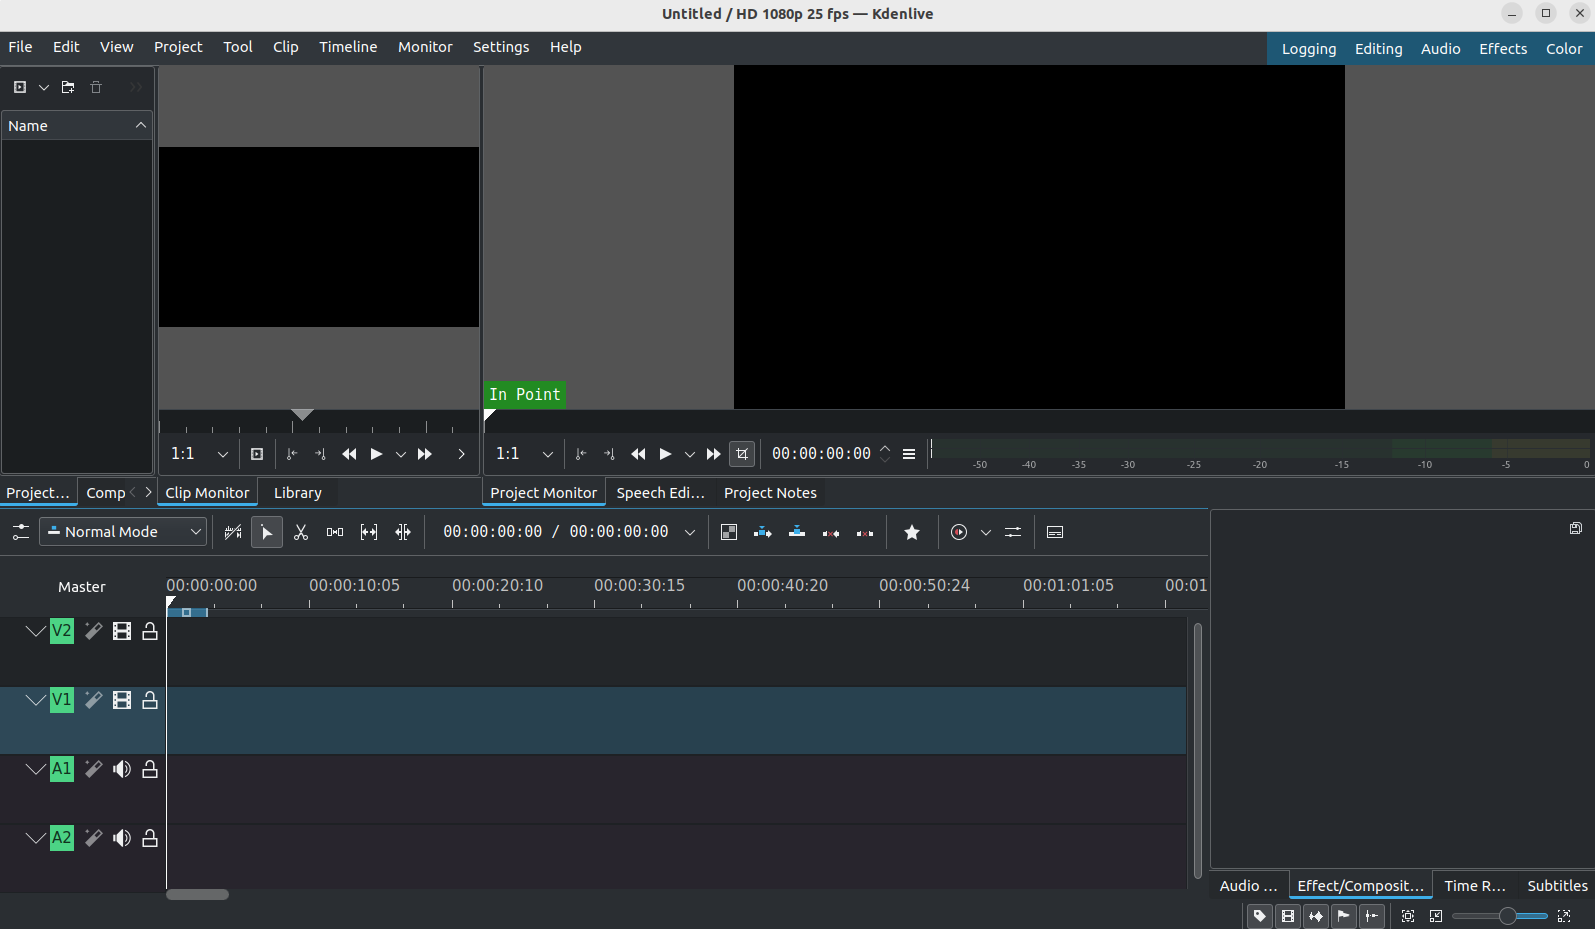 Untitled / HD 1080p 25 fps — Kdenlive
File Edit View Project Tool Clip Timeline Monitor Settings Help
Logging Editing Audio Effects Color
Name
In Point
1:1
1:1
00:00:00:00
-50 -40 -35 -30 -25 -20 -15 -10 -5 0
Project... Comp
Clip Monitor Library
Project Monitor Speech Edi... Project Notes
Normal Mode
00:00:00:00 / 00:00:00:00
Master
00:00:00:00 00:00:10:05 00:00:20:10 00:00:30:15 00:00:40:20 00:00:50:24 00:01:01:05 00:01
V2
V1
A1
A2
Audio ... Effect/Composit... Time R... Subtitles